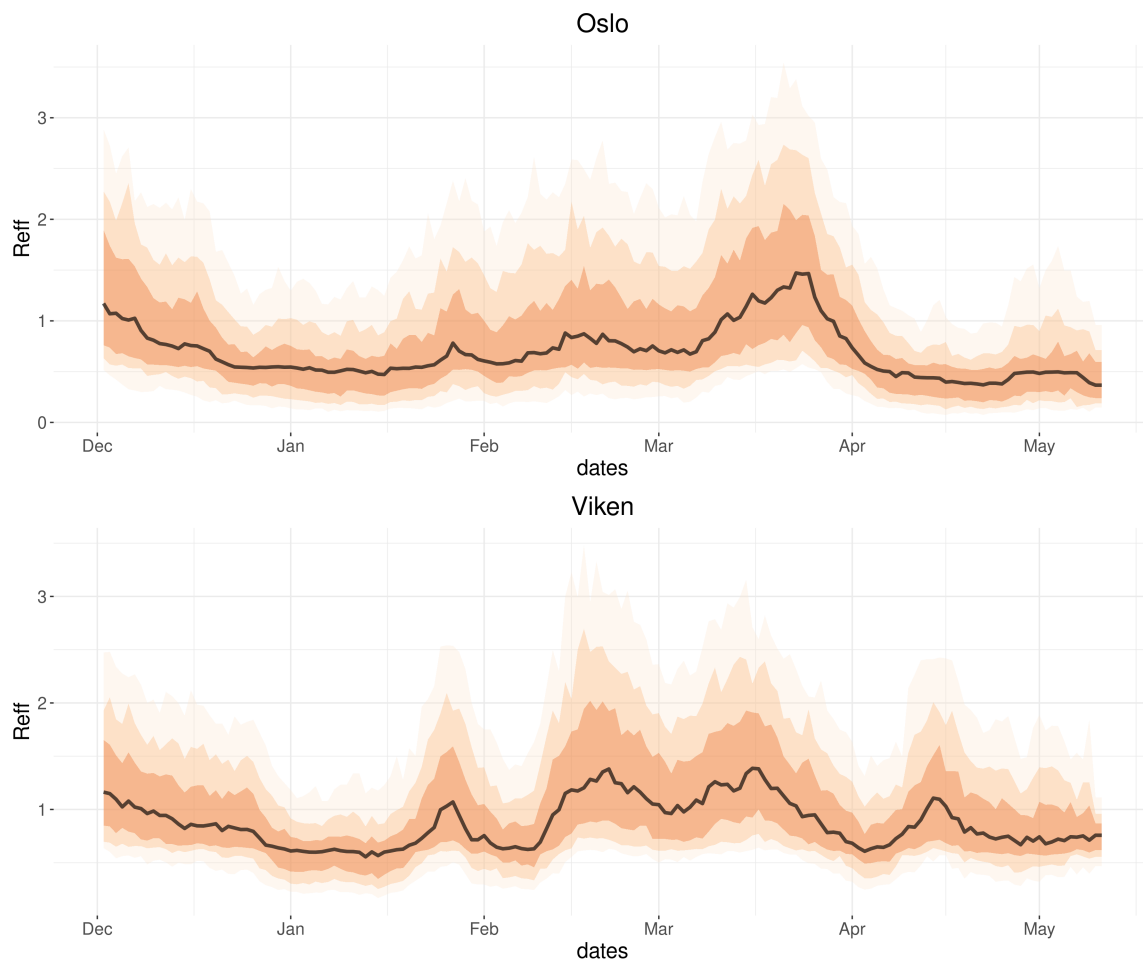 Oslo
3
2
1
0
Reff
Dec Jan Feb Mar Apr May
dates
Viken
3
2
1
Reff
Dec Jan Feb Mar Apr May
dates